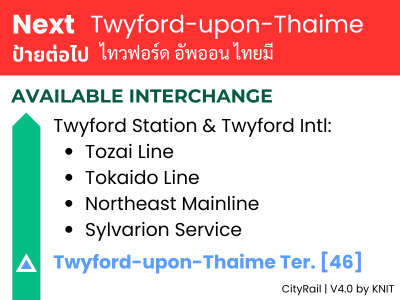 Next Twyford-upon-Thaime
ป้ายต่อไป ไทวฟอร์ด อัพออน ไทยมี
AVAILABLE INTERCHANGE
Twyford Station & Twyford Intl:
• Tozai Line
• Tokaido Line
• Northeast Mainline
• Sylvarion Service
Twyford-upon-Thaime Ter. [46]
CityRail | V4.0 by KNIT